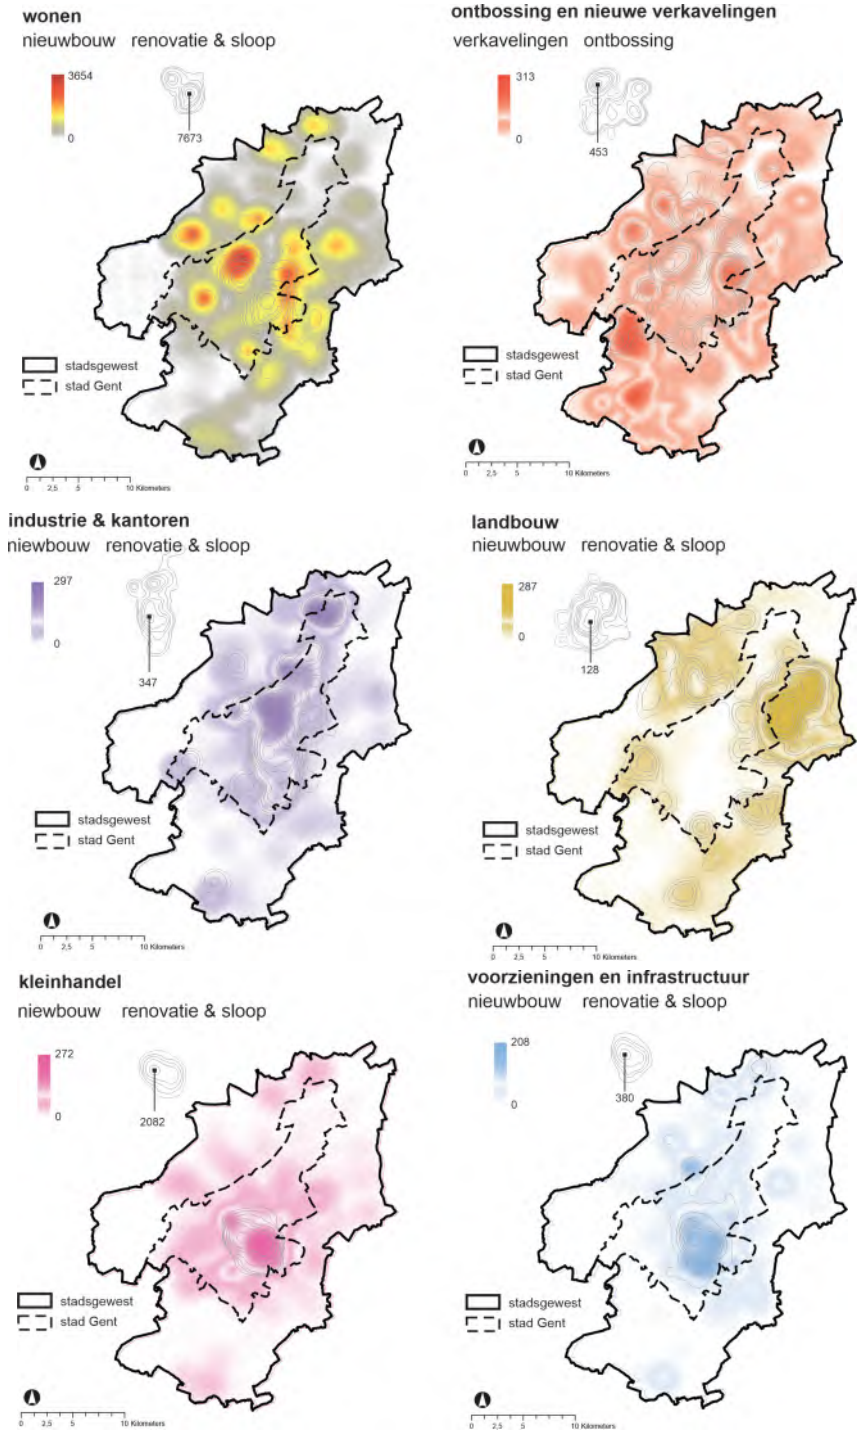 wonen
nieuwbouw renovatie & sloop
3654
0
7673
stadsgewest
stad Gent
0 2,5 5 10 Kilometers
ontbossing en nieuwe verkavelingen
verkavelingen ontbossing
313
0
453
stadsgewest
stad Gent
0 2,5 5 10 Kilometers
industrie & kantoren
niewbouw renovatie & sloop
297
0
347
stadsgewest
stad Gent
0 2,5 5 10 Kilometers
landbouw
nieuwbouw renovatie & sloop
287
0
128
stadsgewest
stad Gent
0 2,5 5 10 Kilometers
kleinhandel
niewbouw renovatie & sloop
272
0
2082
stadsgewest
stad Gent
0 2,5 5 10 Kilometers
voorzieningen en infrastructuur
nieuwbouw renovatie & sloop
208
0
380
stadsgewest
stad Gent
0 2,5 5 10 Kilometers